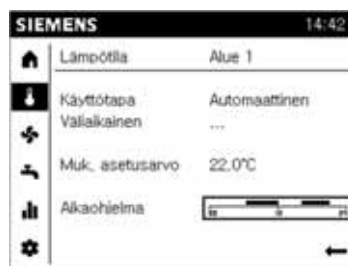 SIEMENS 14:42
Lämpötila Alue 1
Käyttötapa Automaattinen
Väliaikainen ...
Muk. asetusarvo 22.0°C
Aikaohjelma